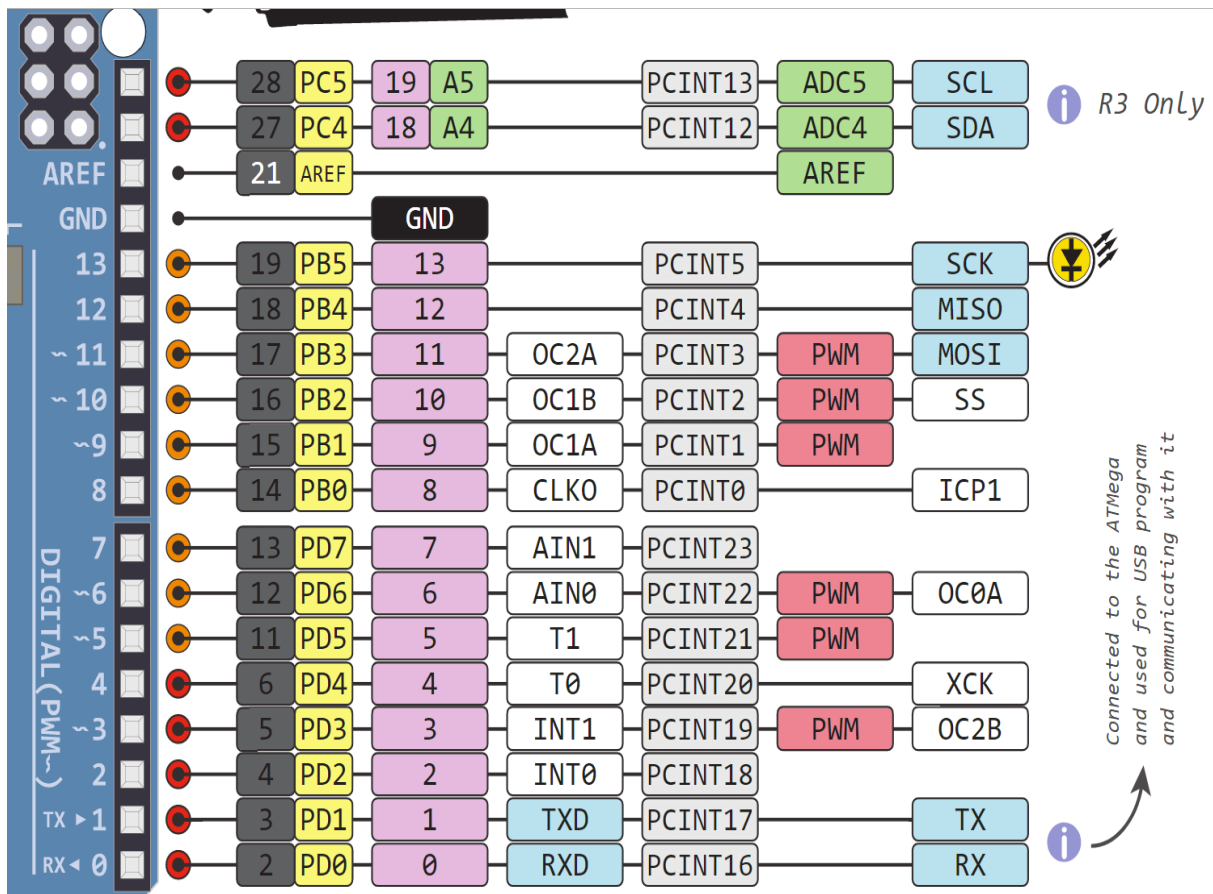 28 PC5 19 A5 PCINT13 ADC5 SCL
R3 Only
27 PC4 18 A4 PCINT12 ADC4 SDA
AREF 21 AREF AREF
GND GND
13 19 PB5 13 PCINT5 SCK
12 18 PB4 12 PCINT4 MISO
~11 17 PB3 11 OC2A PCINT3 PWM MOSI
~10 16 PB2 10 OC1B PCINT2 PWM SS
~9 15 PB1 9 OC1A PCINT1 PWM
8 14 PB0 8 CLKO PCINT0 ICP1
7 13 PD7 7 AIN1 PCINT23
~6 12 PD6 6 AIN0 PCINT22 PWM OC0A
~5 11 PD5 5 T1 PCINT21 PWM
4 6 PD4 4 T0 PCINT20 XCK
~3 5 PD3 3 INT1 PCINT19 PWM OC2B
2 4 PD2 2 INT0 PCINT18
TX ▸ 1 3 PD1 1 TXD PCINT17 TX
RX ◂ 0 2 PD0 0 RXD PCINT16 RX
DIGITAL(PWM~)
Connected to the ATMega
and used for USB program
and communicating with it